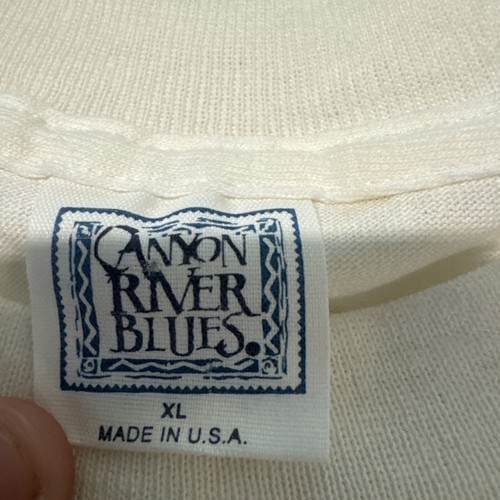 CANYON
RIVER
BLUES.
XL
MADE IN U.S.A.